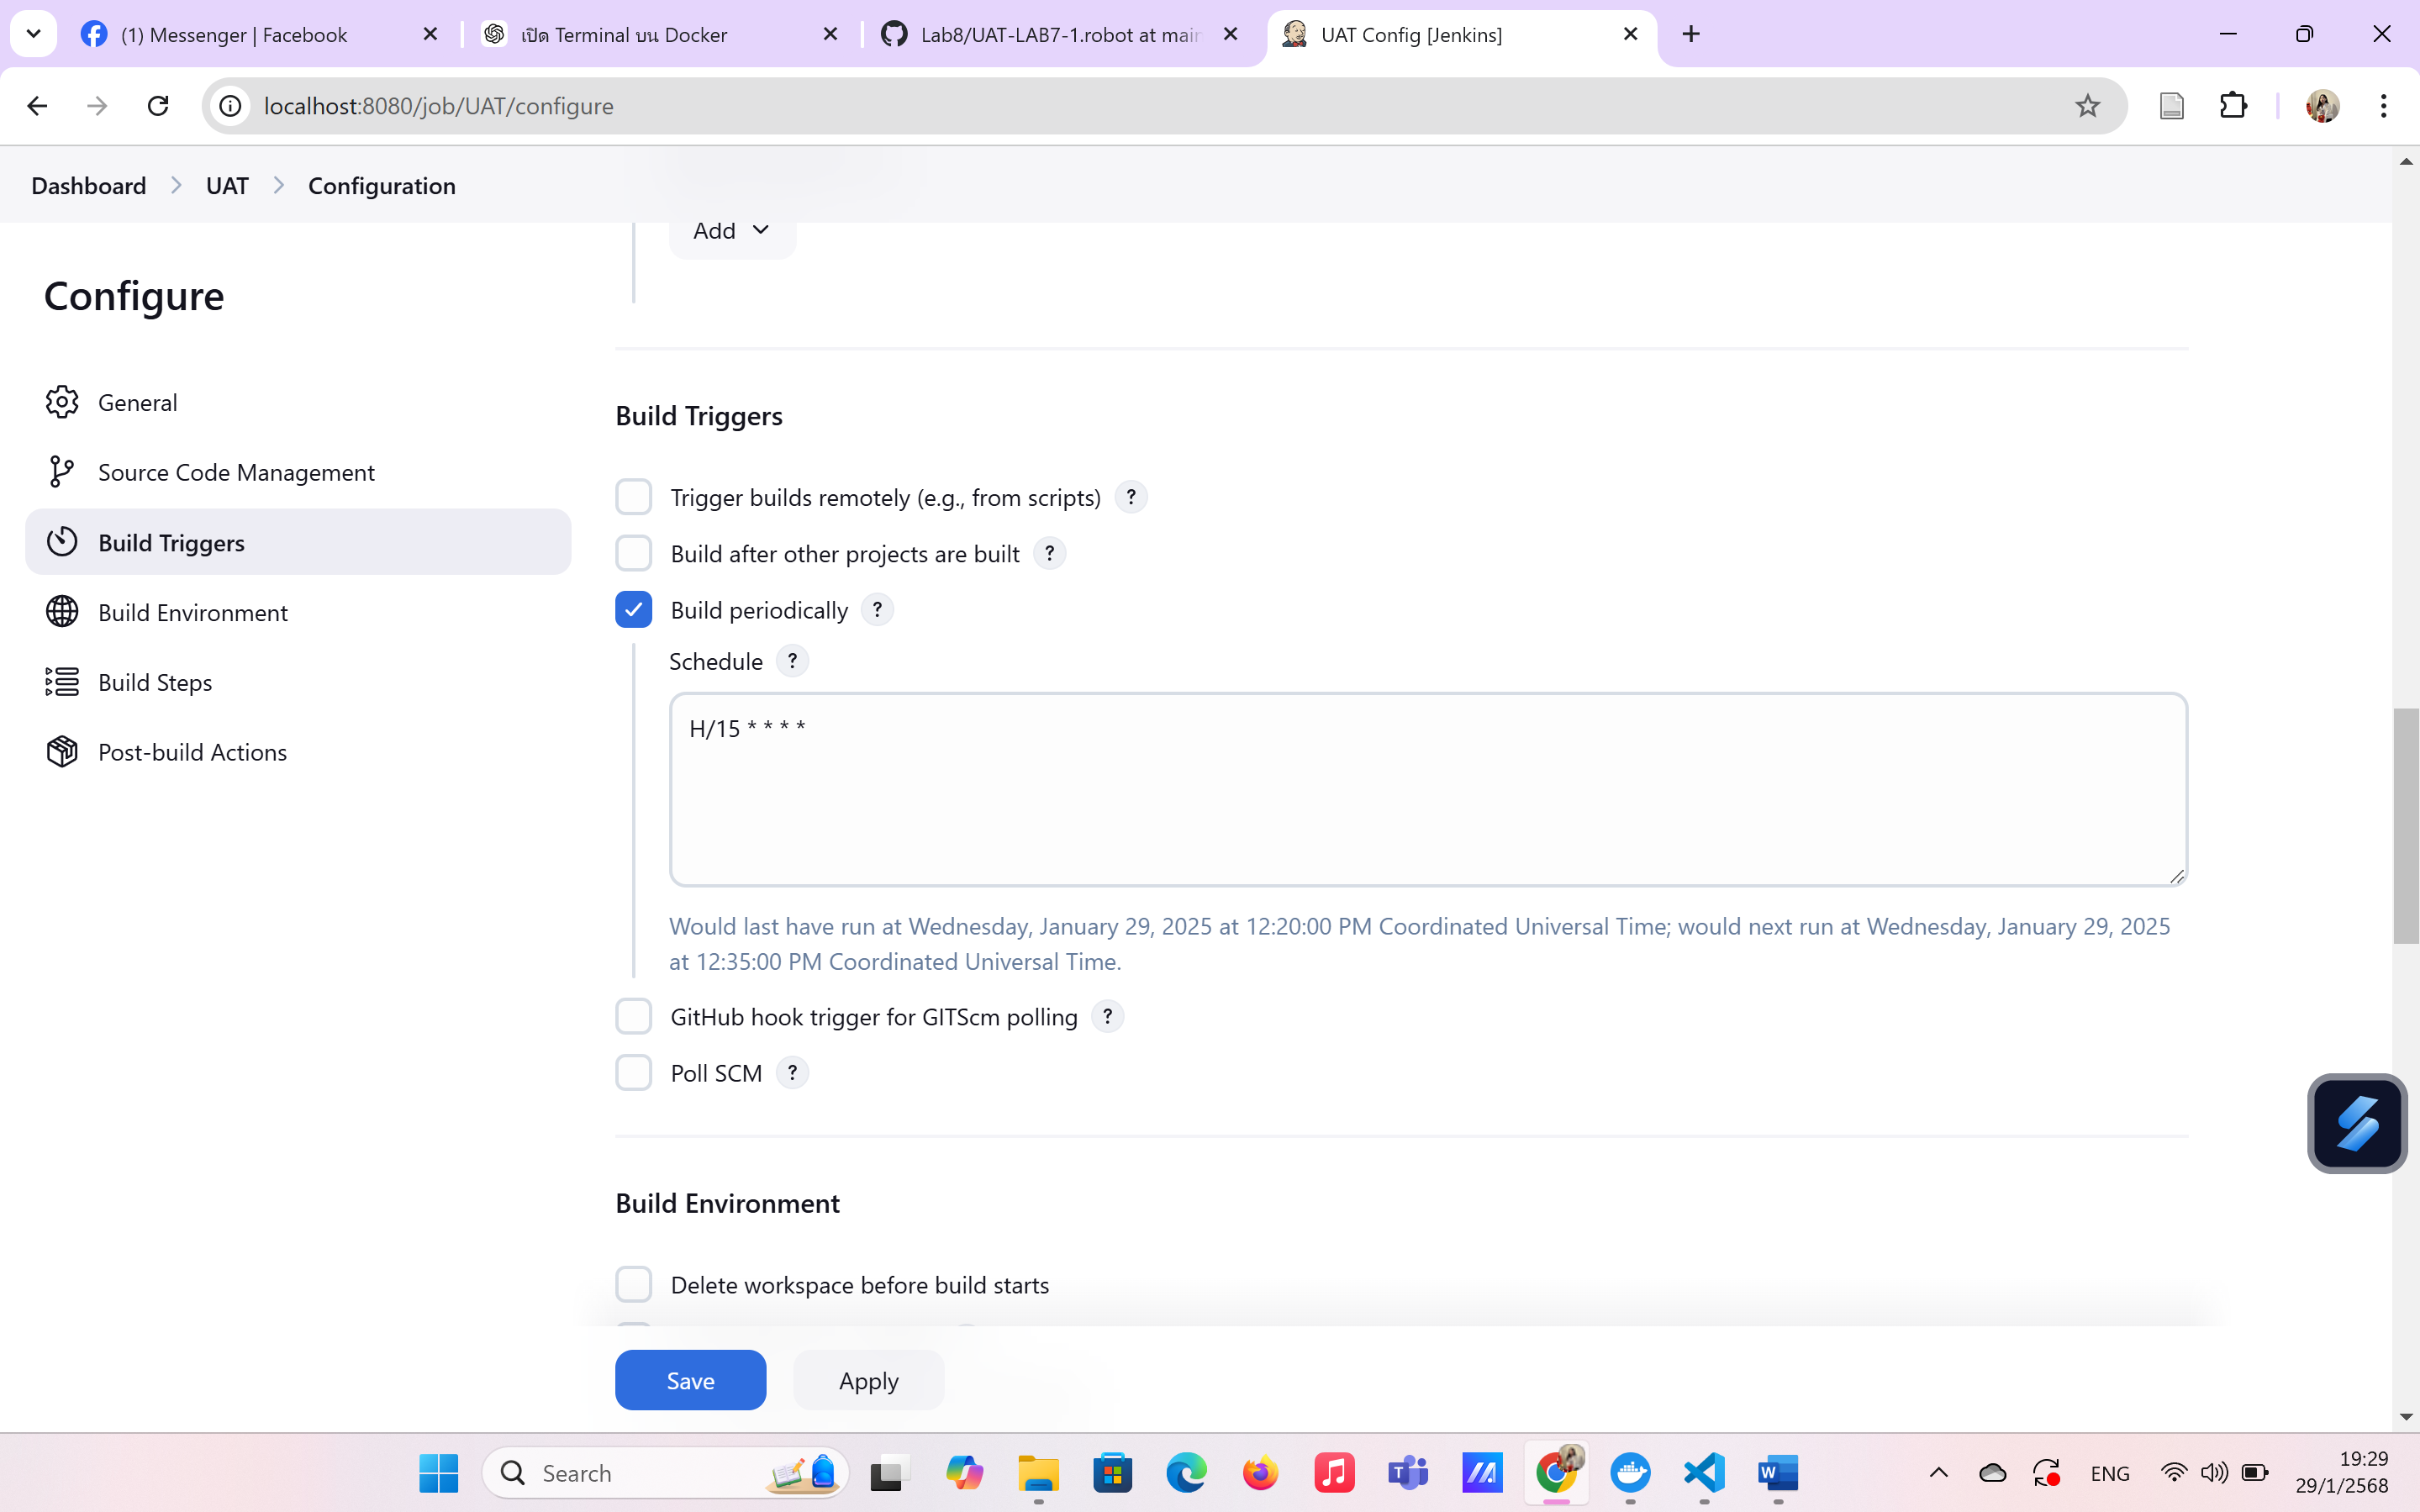 (1) Messenger | Facebook
เปิด Terminal บน Docker
Lab8/UAT-LAB7-1.robot at main
UAT Config [Jenkins]
localhost:8080/job/UAT/configure
Dashboard
UAT
Configuration
Add
Configure
General
Source Code Management
Build Triggers
Build Environment
Build Steps
Post-build Actions
Build Triggers
Trigger builds remotely (e.g., from scripts) ?
Build after other projects are built ?
Build periodically ?
Schedule ?
H/15 * * * *
Would last have run at Wednesday, January 29, 2025 at 12:20:00 PM Coordinated Universal Time; would next run at Wednesday, January 29, 2025
at 12:35:00 PM Coordinated Universal Time.
GitHub hook trigger for GITScm polling ?
Poll SCM ?
Build Environment
Delete workspace before build starts
Save
Apply
Search
ENG
19:29
29/1/2568